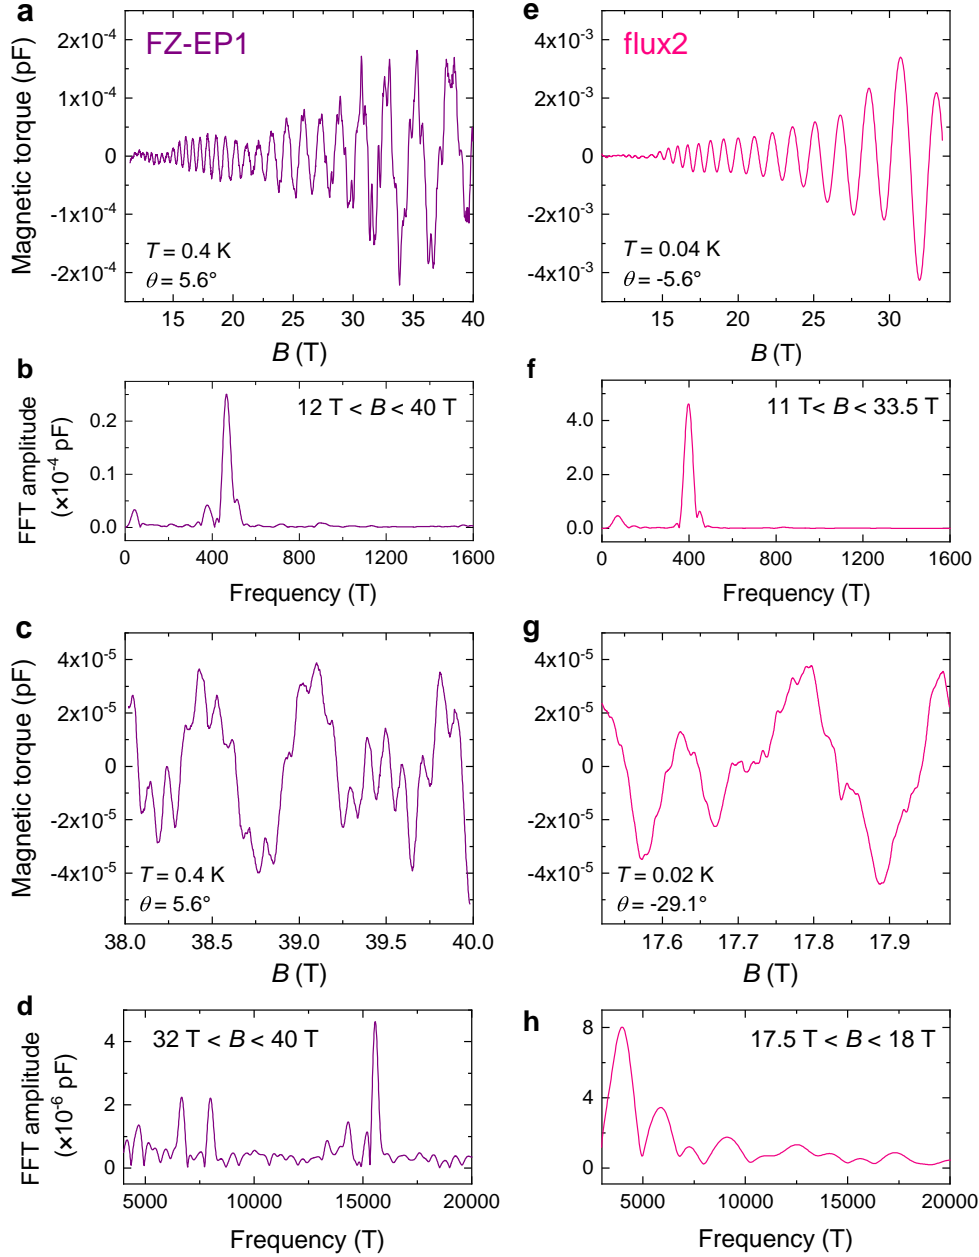 a
FZ-EP1
2x10⁻⁴
1x10⁻⁴
0
-1x10⁻⁴
-2x10⁻⁴
Magnetic torque (pF)
T = 0.4 K
θ = 5.6°
15 20 25 30 35 40
B (T)
e
flux2
4x10⁻³
2x10⁻³
0
-2x10⁻³
-4x10⁻³
T = 0.04 K
θ = -5.6°
15 20 25 30
B (T)
b
12 T < B < 40 T
0.2
0.1
0.0
FFT amplitude
(×10⁻⁴ pF)
0 400 800 1200 1600
Frequency (T)
f
11 T< B < 33.5 T
4.0
2.0
0.0
0 400 800 1200 1600
Frequency (T)
c
4x10⁻⁵
2x10⁻⁵
0
-2x10⁻⁵
-4x10⁻⁵
Magnetic torque (pF)
T = 0.4 K
θ = 5.6°
38.0 38.5 39.0 39.5 40.0
B (T)
g
4x10⁻⁵
2x10⁻⁵
0
-2x10⁻⁵
-4x10⁻⁵
T = 0.02 K
θ = -29.1°
17.6 17.7 17.8 17.9
B (T)
d
32 T < B < 40 T
4
2
0
FFT amplitude
(×10⁻⁶ pF)
5000 10000 15000 20000
Frequency (T)
h
17.5 T < B < 18 T
8
4
0
5000 10000 15000 20000
Frequency (T)